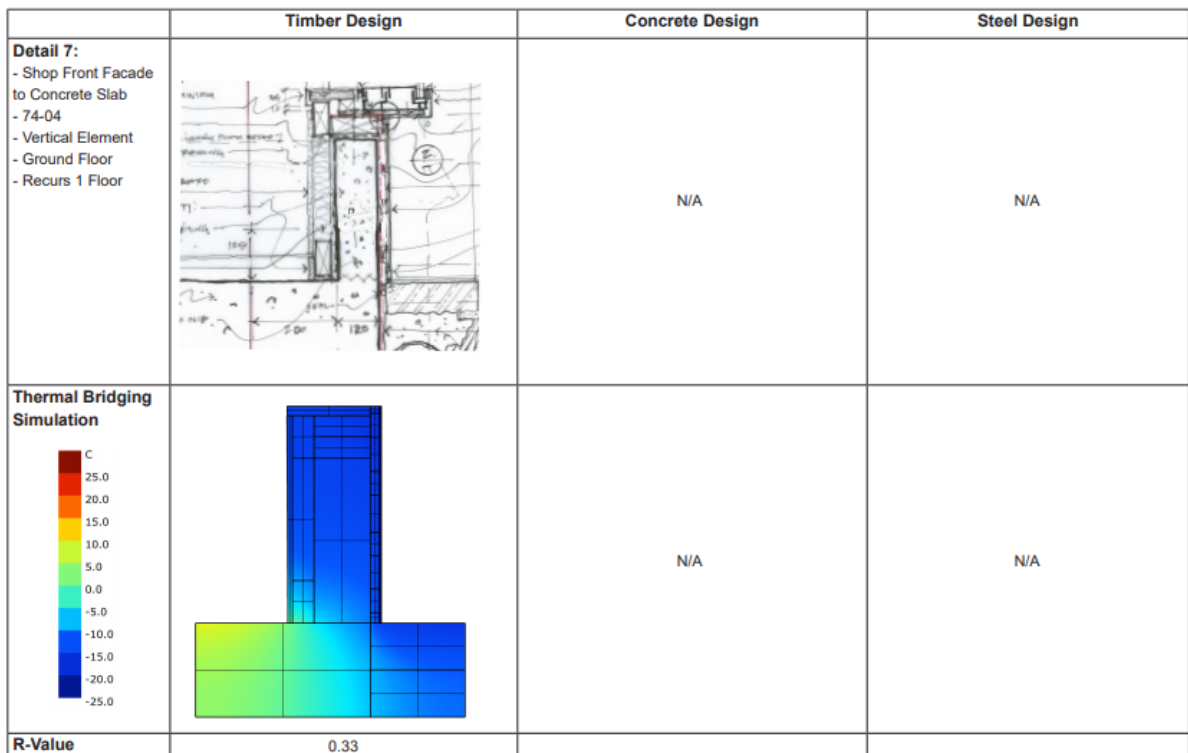 Timber Design
Concrete Design
Steel Design
Detail 7:
- Shop Front Facade
to Concrete Slab
- 74-04
- Vertical Element
- Ground Floor
- Recurs 1 Floor
200
120
N/A
N/A
Thermal Bridging
Simulation
C
25.0
20.0
15.0
10.0
5.0
0.0
-5.0
-10.0
-15.0
-20.0
-25.0
N/A
N/A
R-Value
0.33